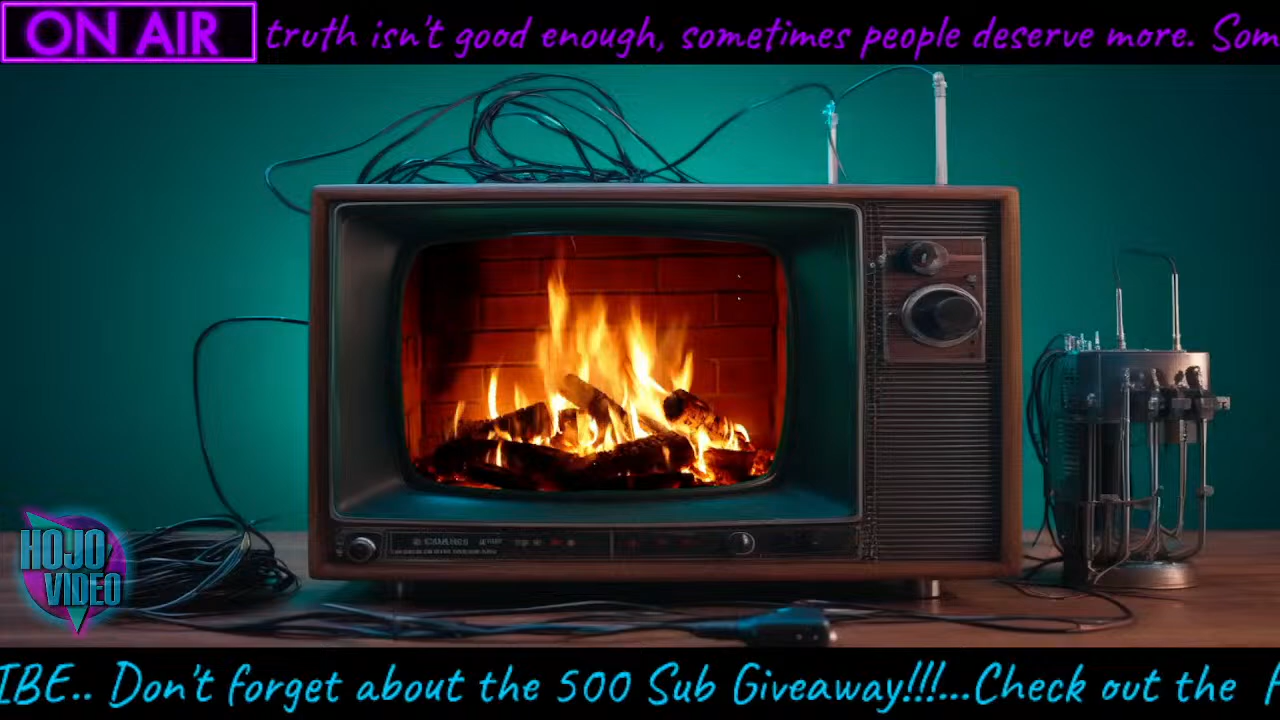 ON AIR
truth isn't good enough, sometimes people deserve more. Som
HOJO
VIDEO
IBE.. Don't forget about the 500 Sub Giveaway!!!...Check out the